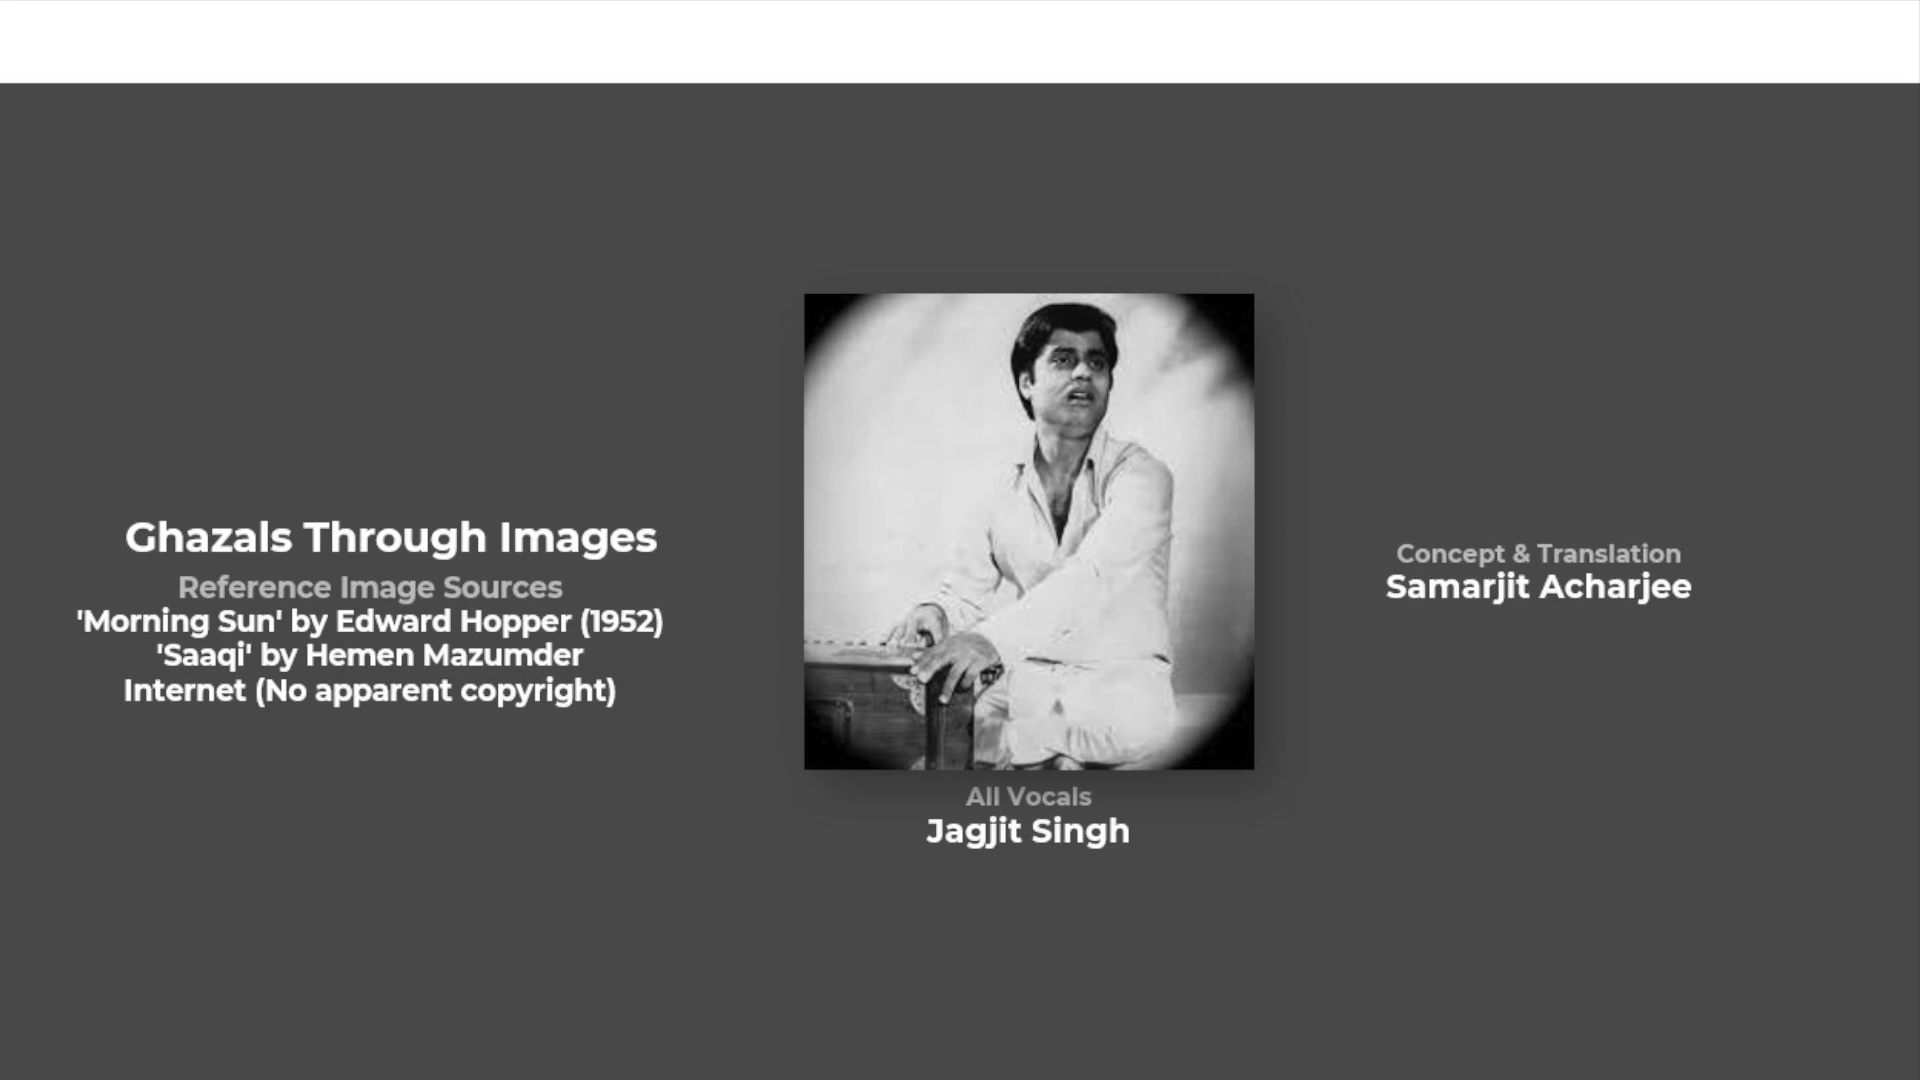 Ghazals Through Images
Reference Image Sources
'Morning Sun' by Edward Hopper (1952)
'Saaqi' by Hemen Mazumder
Internet (No apparent copyright)
All Vocals
Jagjit Singh
Concept & Translation
Samarjit Acharjee